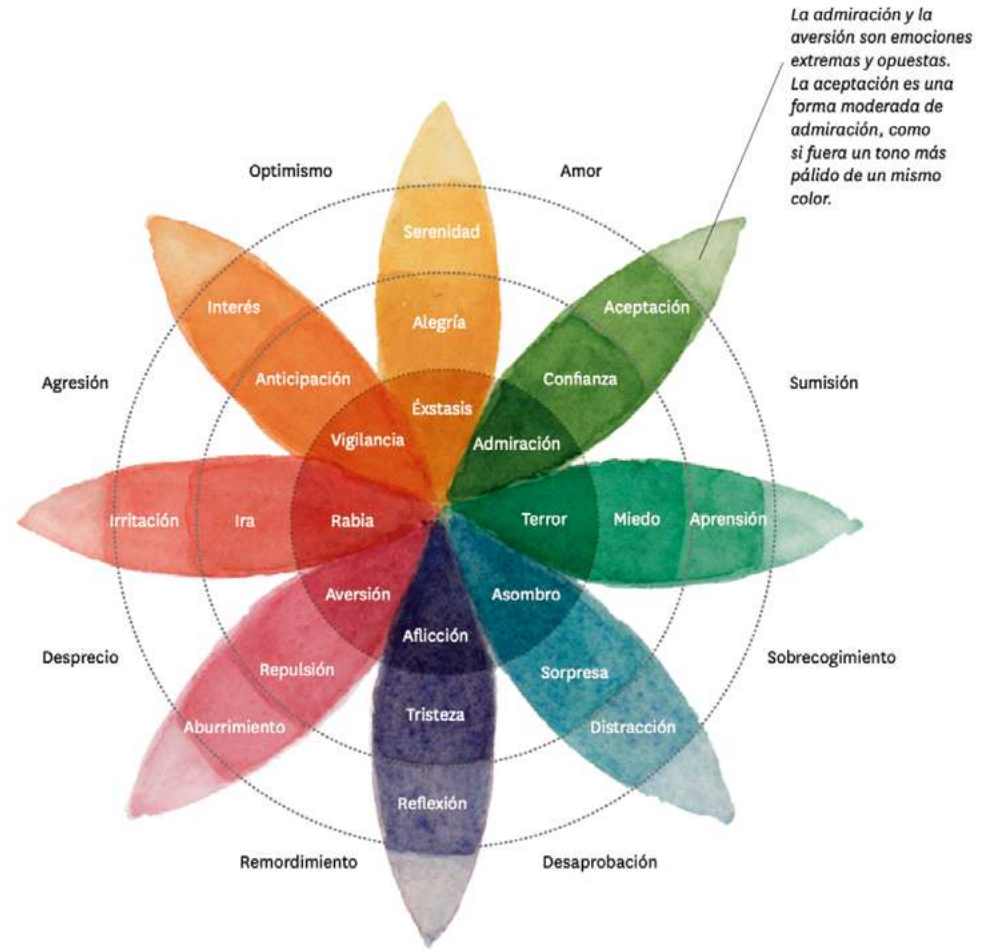 La admiración y la
aversión son emociones
extremas y opuestas.
La aceptación es una
forma moderada de
admiración, como
si fuera un tono más
pálido de un mismo
color.
Optimismo
Amor
Serenidad
Interés
Aceptación
Alegría
Anticipación
Confianza
Agresión
Sumisión
Éxstasis
Vigilancia
Admiración
Irritación
Ira
Rabia
Terror
Miedo
Aprensión
Aversión
Asombro
Aflicción
Desprecio
Sobrecogimiento
Repulsión
Sorpresa
Tristeza
Aburrimiento
Distracción
Reflexión
Remordimiento
Desaprobación